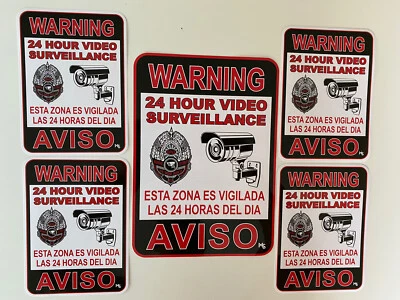 WARNING
24 HOUR VIDEO
SURVEILLANCE
ESTA ZONA ES VIGILADA
LAS 24 HORAS DEL DIA
AVISO
WARNING
24 HOUR VIDEO
SURVEILLANCE
ESTA ZONA ES VIGILADA
LAS 24 HORAS DEL DIA
AVISO
WARNING
24 HOUR VIDEO
SURVEILLANCE
ESTA ZONA ES VIGILADA
LAS 24 HORAS DEL DIA
AVISO
WARNING
24 HOUR VIDEO
SURVEILLANCE
ESTA ZONA ES VIGILADA
LAS 24 HORAS DEL DIA
AVISO
WARNING
24 HOUR VIDEO
SURVEILLANCE
ESTA ZONA ES VIGILADA
LAS 24 HORAS DEL DIA
AVISO